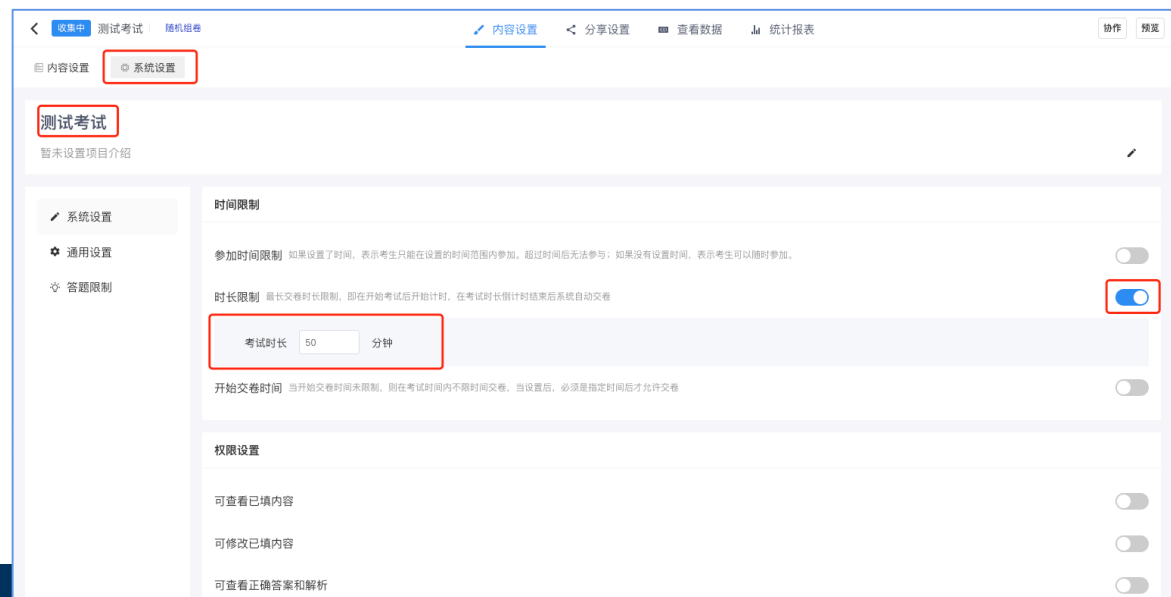 收集中 测试考试 随机组卷 内容设置 分享设置 查看数据 统计报表 协作 预览
内容设置 系统设置
测试考试
暂未设置项目介绍
系统设置
通用设置
答题限制
时间限制
参加时间限制 如果设置了时间，表示考生只能在设置的时间范围内参加。超过时间后无法参与；如果没有设置时间，表示考生可以随时参加。
时长限制 最长交卷时长限制，即在开始考试后开始计时，在考试时长倒计时结束后系统自动交卷
考试时长 50 分钟
开始交卷时间 当开始交卷时间未限制，则在考试时间内不限时间交卷，当设置后，必须是指定时间后才允许交卷
权限设置
可查看已填内容
可修改已填内容
可查看正确答案和解析